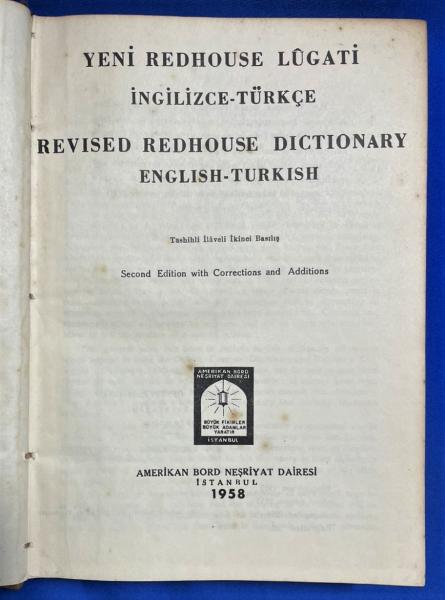 YENİ REDHOUSE LÛGATİ
İNGİLİZCE-TÜRKÇE
REVISED REDHOUSE DICTIONARY
ENGLISH-TURKISH
Tashihli İlâveli İkinci Basılış
Second Edition with Corrections and Additions
AMERİKAN BORD
NEŞRİYAT DAİRESİ
BÜYÜK FİKİRLER
BÜYÜK ADAMLAR
YARATIR
İSTANBUL
AMERİKAN BORD NEŞRİYAT DAİRESİ
İSTANBUL
1958